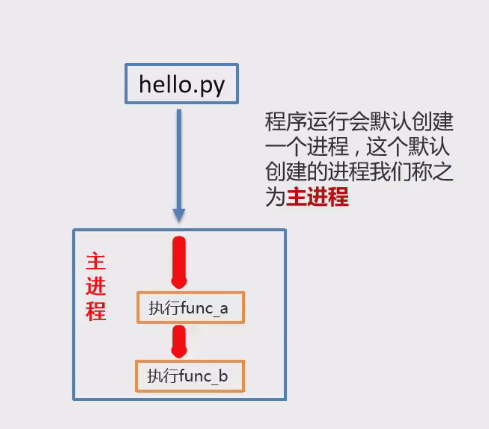 hello.py
程序运行会默认创建
一个进程，这个默认
创建的进程我们称之
为主进程
主
进
程
执行func_a
执行func_b